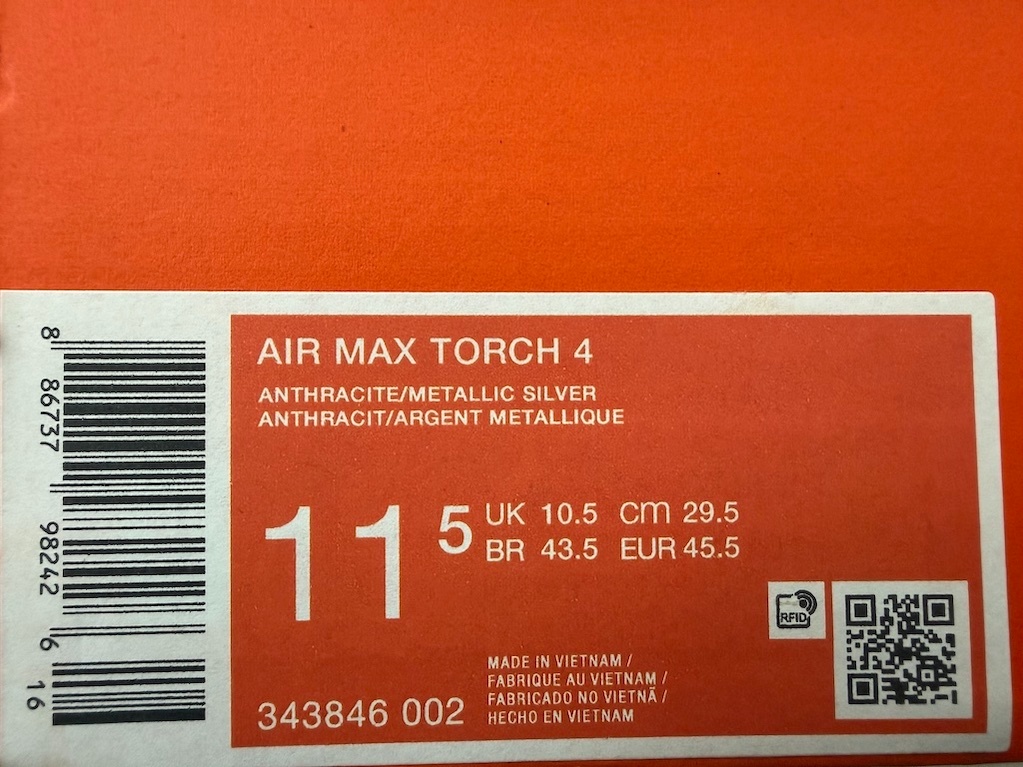 AIR MAX TORCH 4
ANTHRACITE/METALLIC SILVER
ANTHRACIT/ARGENT METALLIQUE
11 5
UK 10.5 CM 29.5
BR 43.5 EUR 45.5
RFID
MADE IN VIETNAM /
FABRIQUE AU VIETNAM /
FABRICADO NO VIETNÃ /
HECHO EN VIETNAM
343846 002
8 86737 98242 6 16